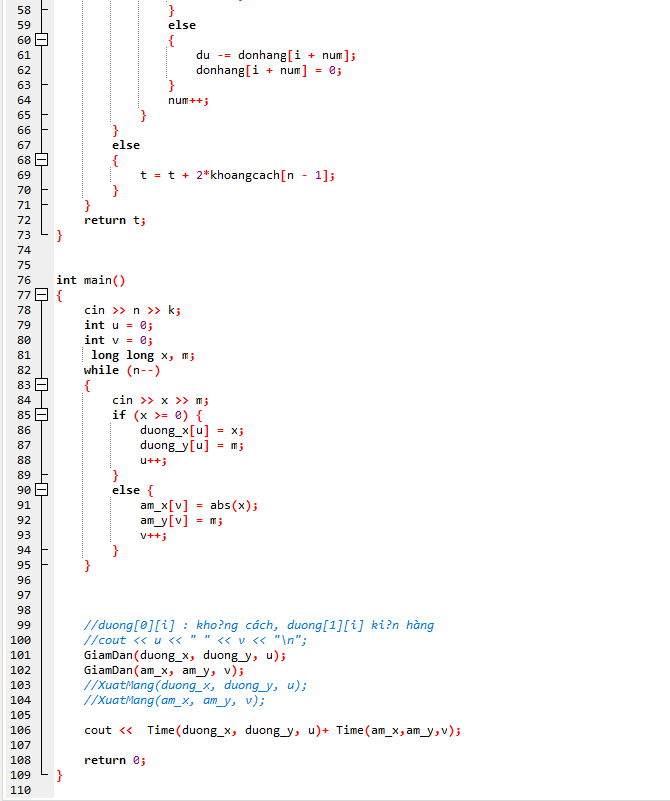 58 }
59 else
60 {
61 du -= donhang[i + num];
62 donhang[i + num] = 0;
63 }
64 num++;
65 }
66 }
67 else
68 {
69 t = t + 2*khoangcach[n - 1];
70 }
71 }
72 return t;
73 }
74
75
76 int main()
77 {
78 cin >> n >> k;
79 int u = 0;
80 int v = 0;
81 long long x, m;
82 while (n--)
83 {
84 cin >> x >> m;
85 if (x >= 0) {
86 duong_x[u] = x;
87 duong_y[u] = m;
88 u++;
89 }
90 else {
91 am_x[v] = abs(x);
92 am_y[v] = m;
93 v++;
94 }
95 }
96
97
98
99 //duong[0][i] : kho?ng cách, duong[1][i] ki?n hàng
100 //cout << u << " " << v << "\n";
101 GiamDan(duong_x, duong_y, u);
102 GiamDan(am_x, am_y, v);
103 //XuatMang(duong_x, duong_y, u);
104 //XuatMang(am_x, am_y, v);
105
106 cout << Time(duong_x, duong_y, u)+ Time(am_x,am_y,v);
107
108 return 0;
109 }
110